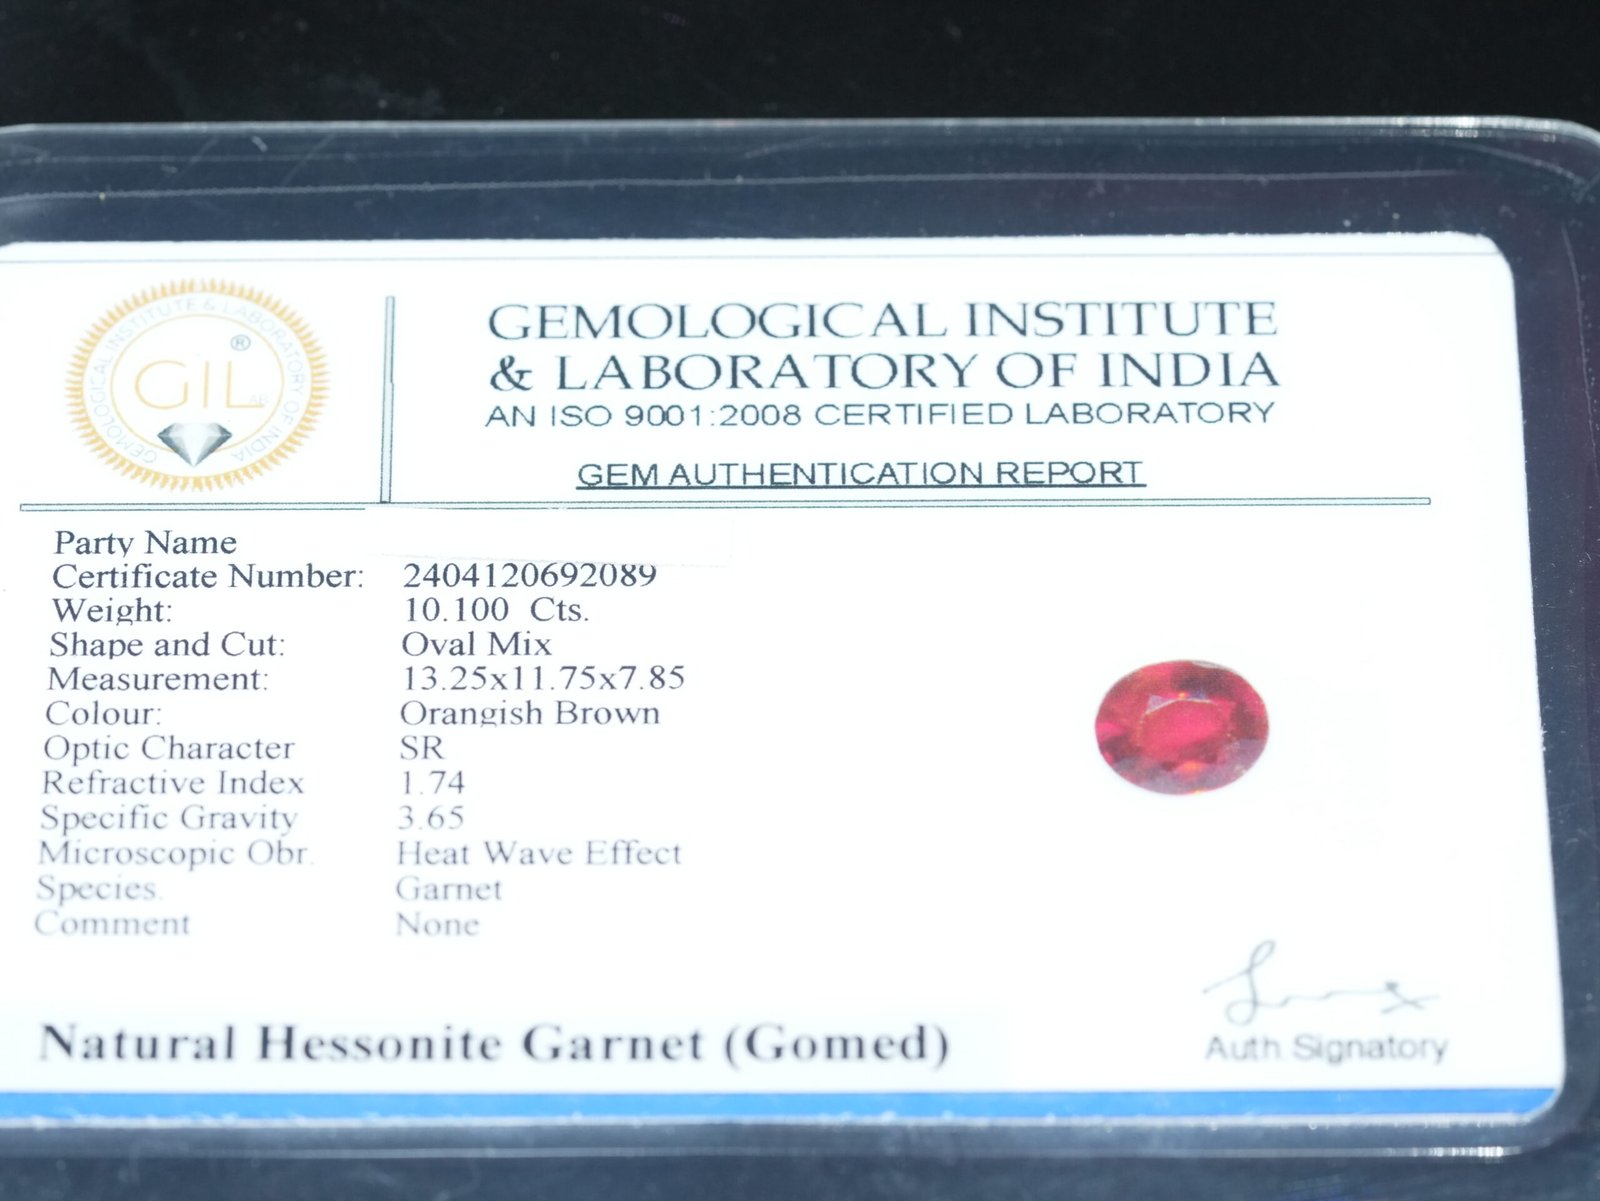 GEMOLOGICAL INSTITUTE & LABORATORY OF INDIA
GIL
®
AB
GEMOLOGICAL INSTITUTE
& LABORATORY OF INDIA
AN ISO 9001:2008 CERTIFIED LABORATORY
GEM AUTHENTICATION REPORT
Party Name
Certificate Number: 2404120692089
Weight: 10.100 Cts.
Shape and Cut: Oval Mix
Measurement: 13.25x11.75x7.85
Colour: Orangish Brown
Optic Character SR
Refractive Index 1.74
Specific Gravity 3.65
Microscopic Obr. Heat Wave Effect
Species. Garnet
Comment None
Natural Hessonite Garnet (Gomed)
Auth Signatory